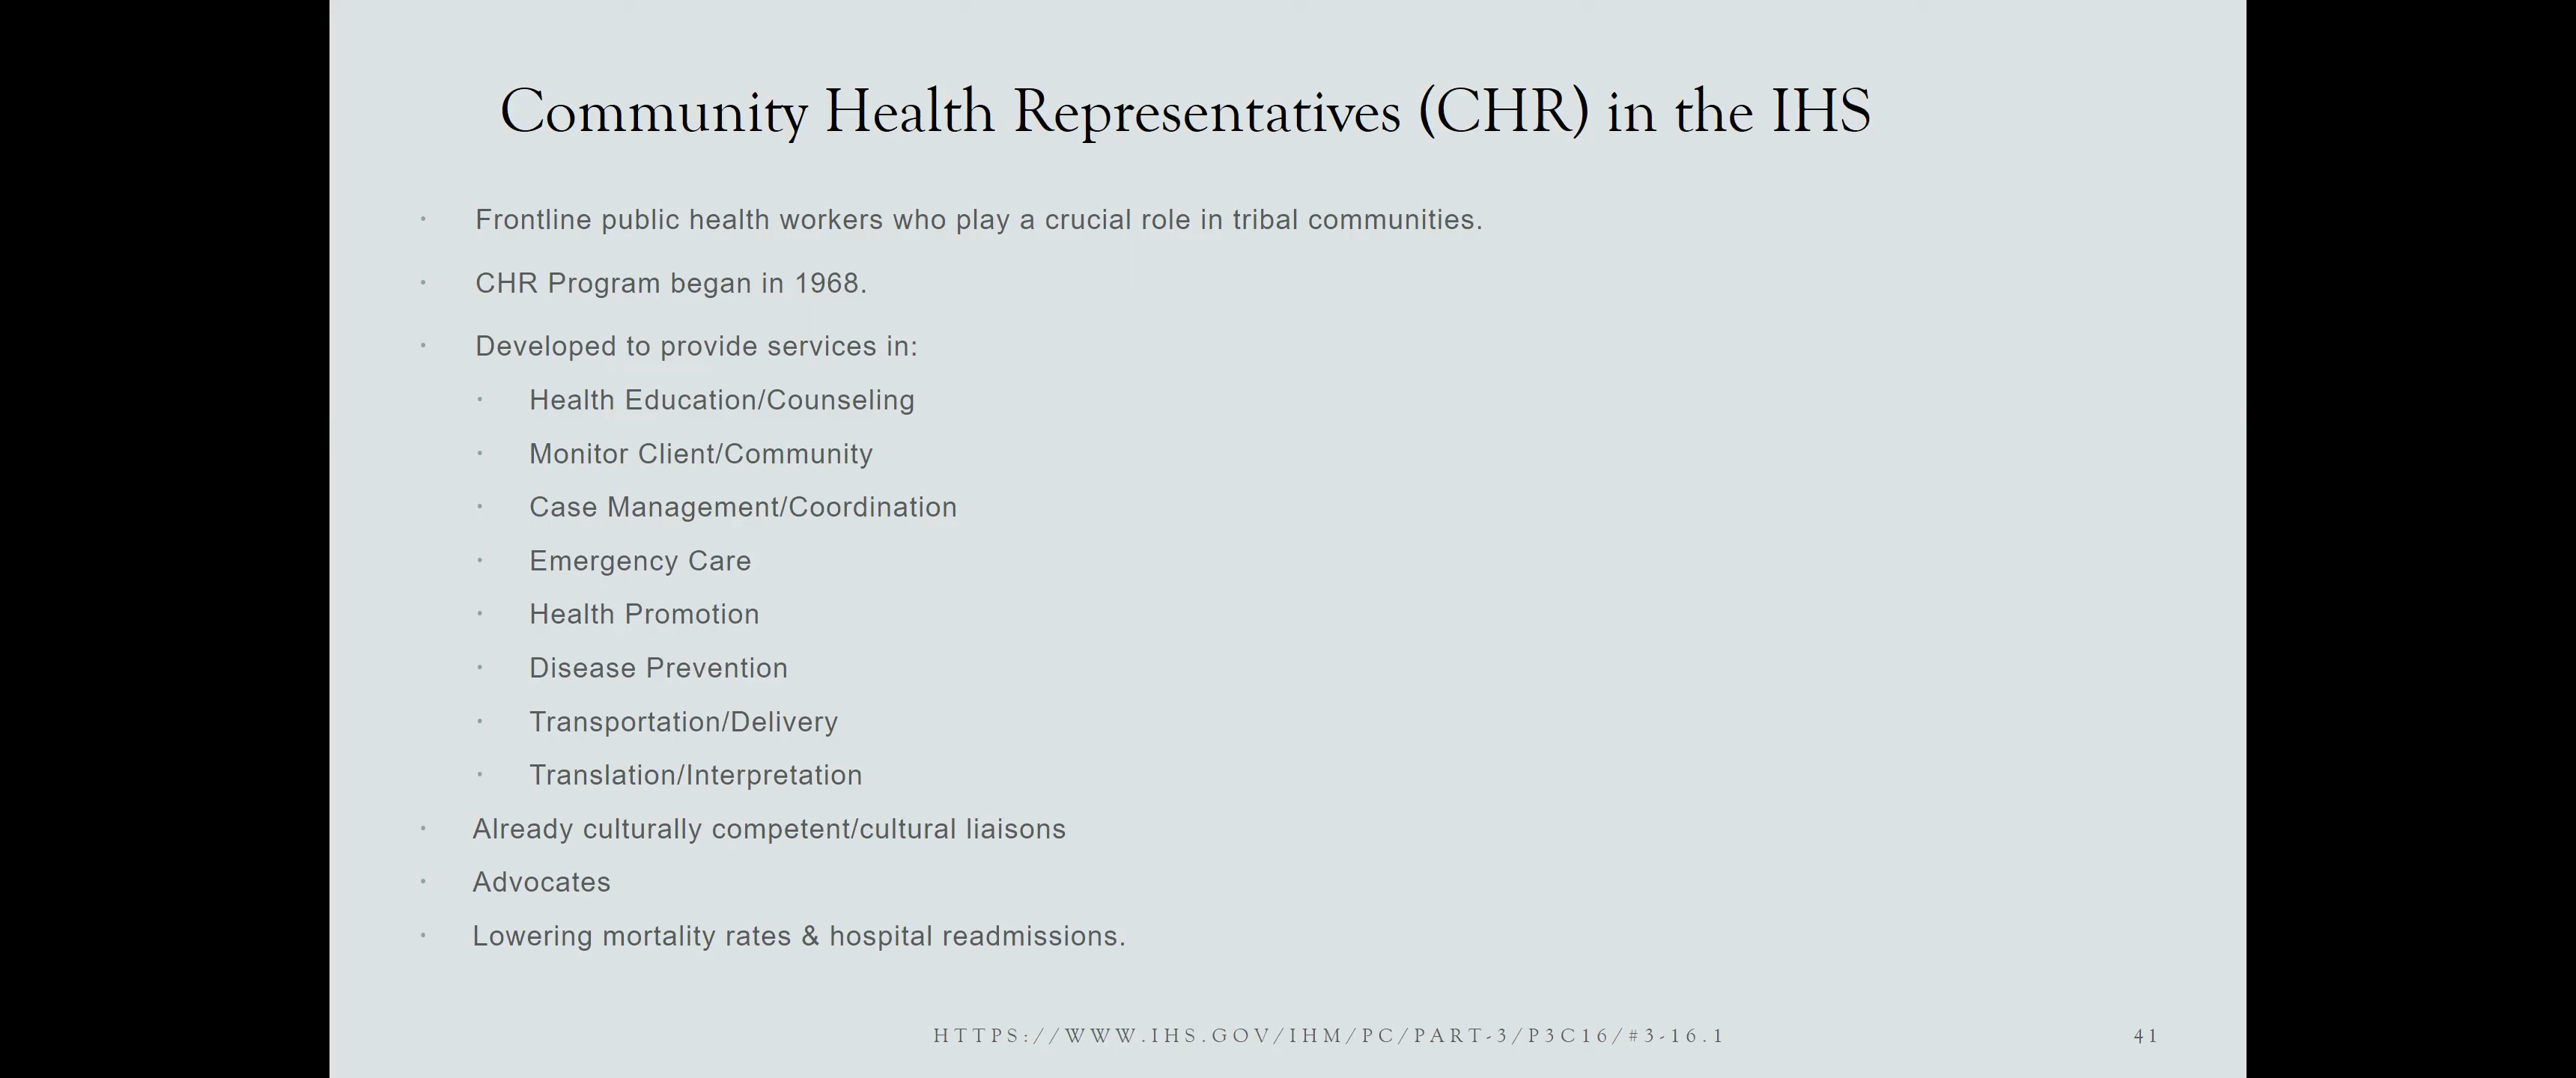 Community Health Representatives (CHR) in the IHS
• Frontline public health workers who play a crucial role in tribal communities.
• CHR Program began in 1968.
• Developed to provide services in:
• Health Education/Counseling
• Monitor Client/Community
• Case Management/Coordination
• Emergency Care
• Health Promotion
• Disease Prevention
• Transportation/Delivery
• Translation/Interpretation
• Already culturally competent/cultural liaisons
• Advocates
• Lowering mortality rates & hospital readmissions.
HTTPS://WWW.IHS.GOV/IHM/PC/PART-3/P3C16/#3-16.1
41